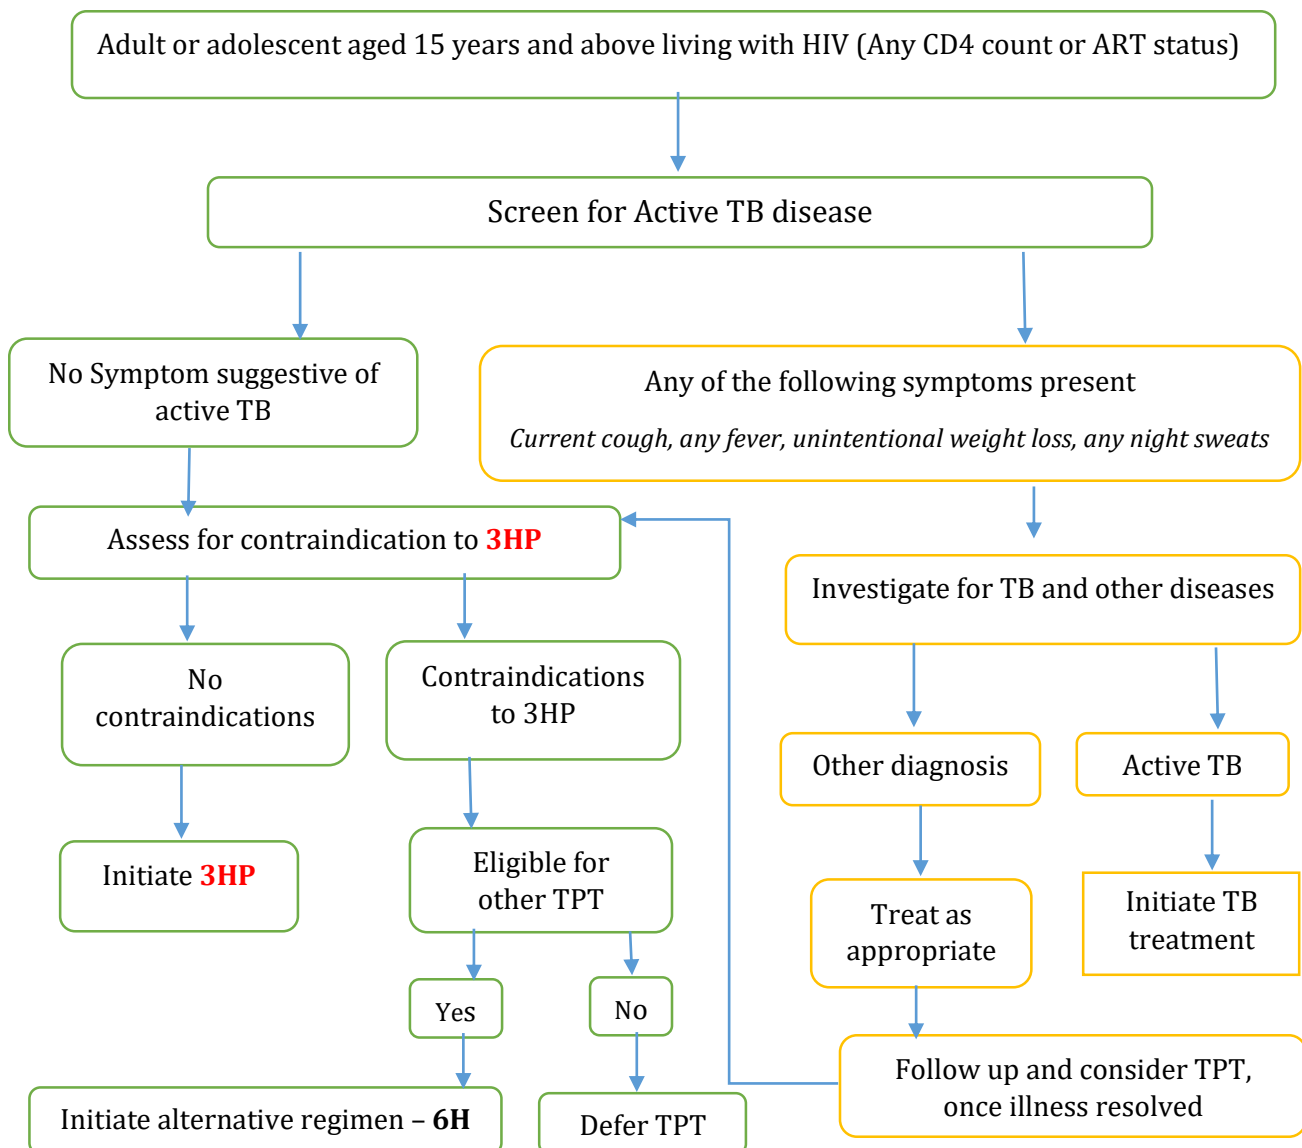 Adult or adolescent aged 15 years and above living with HIV (Any CD4 count or ART status)
Screen for Active TB disease
No Symptom suggestive of
active TB
Any of the following symptoms present
Current cough, any fever, unintentional weight loss, any night sweats
Assess for contraindication to 3HP
Investigate for TB and other diseases
No
contraindications
Contraindications
to 3HP
Other diagnosis
Active TB
Initiate 3HP
Eligible for
other TPT
Treat as
appropriate
Initiate TB
treatment
Yes
No
Follow up and consider TPT,
once illness resolved
Initiate alternative regimen – 6H
Defer TPT